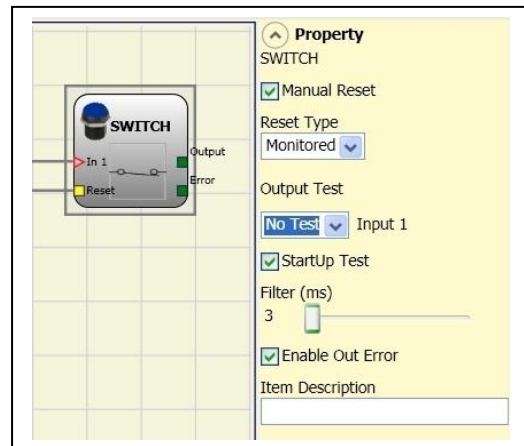 SWITCH
Output
In 1
Error
Reset
Property
SWITCH
Manual Reset
Reset Type
Monitored
Output Test
No Test Input 1
StartUp Test
Filter (ms)
3
Enable Out Error
Item Description